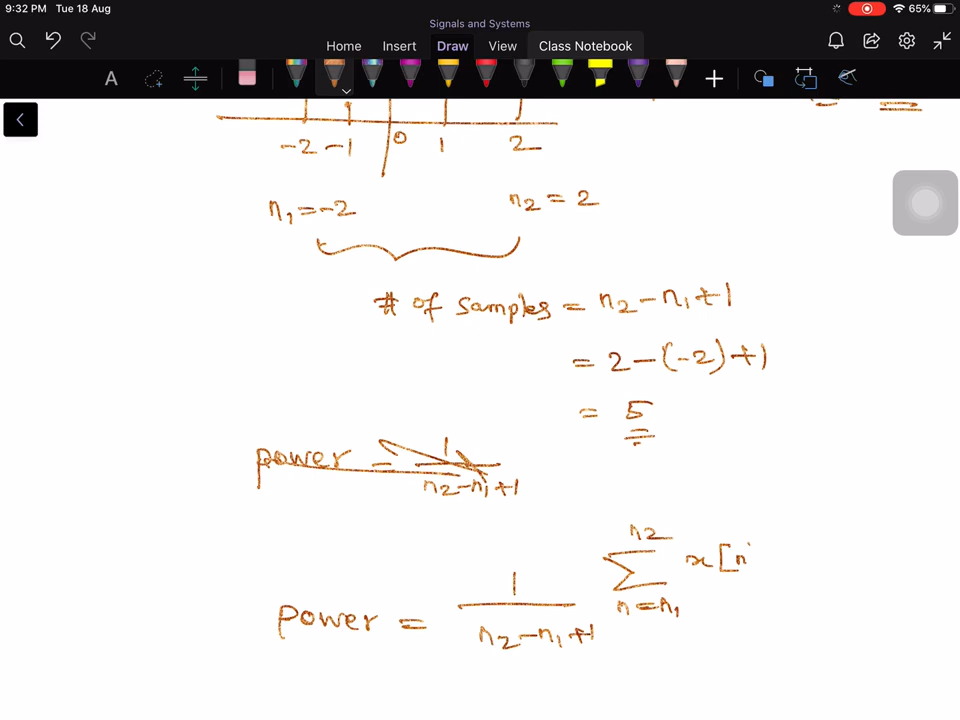 9:32 PM Tue 18 Aug
65%
Signals and Systems
Home Insert Draw View Class Notebook
A
-2 -1 0 1 2
n₁ = -2 n₂ = 2
# of samples = n₂ - n₁ + 1
= 2 - (-2) + 1
= 5
power = 1 / (n₂ - n₁ + 1)
power = 1 / (n₂ - n₁ + 1) ∑ n=n₁ n₂ x[n